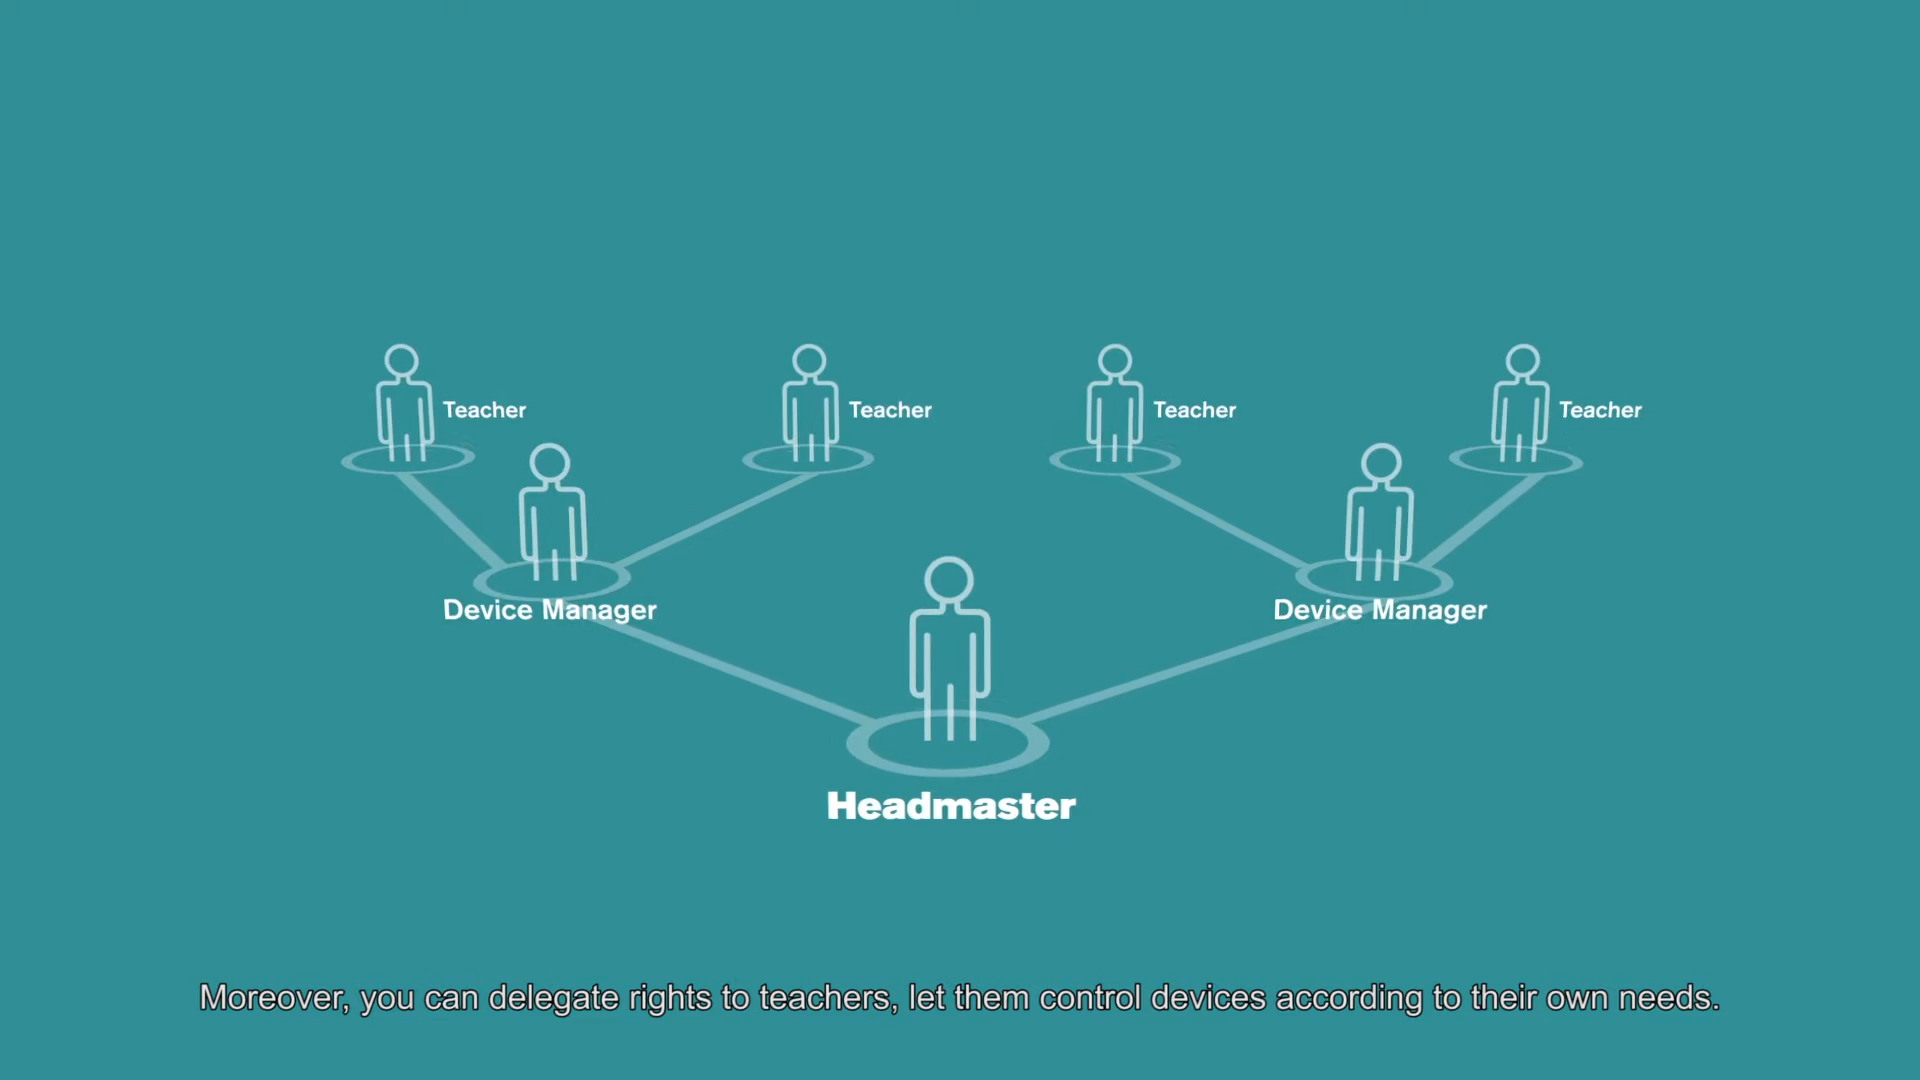 Teacher
Teacher
Teacher
Teacher
Device Manager
Device Manager
Headmaster
Moreover, you can delegate rights to teachers, let them control devices according to their own needs.